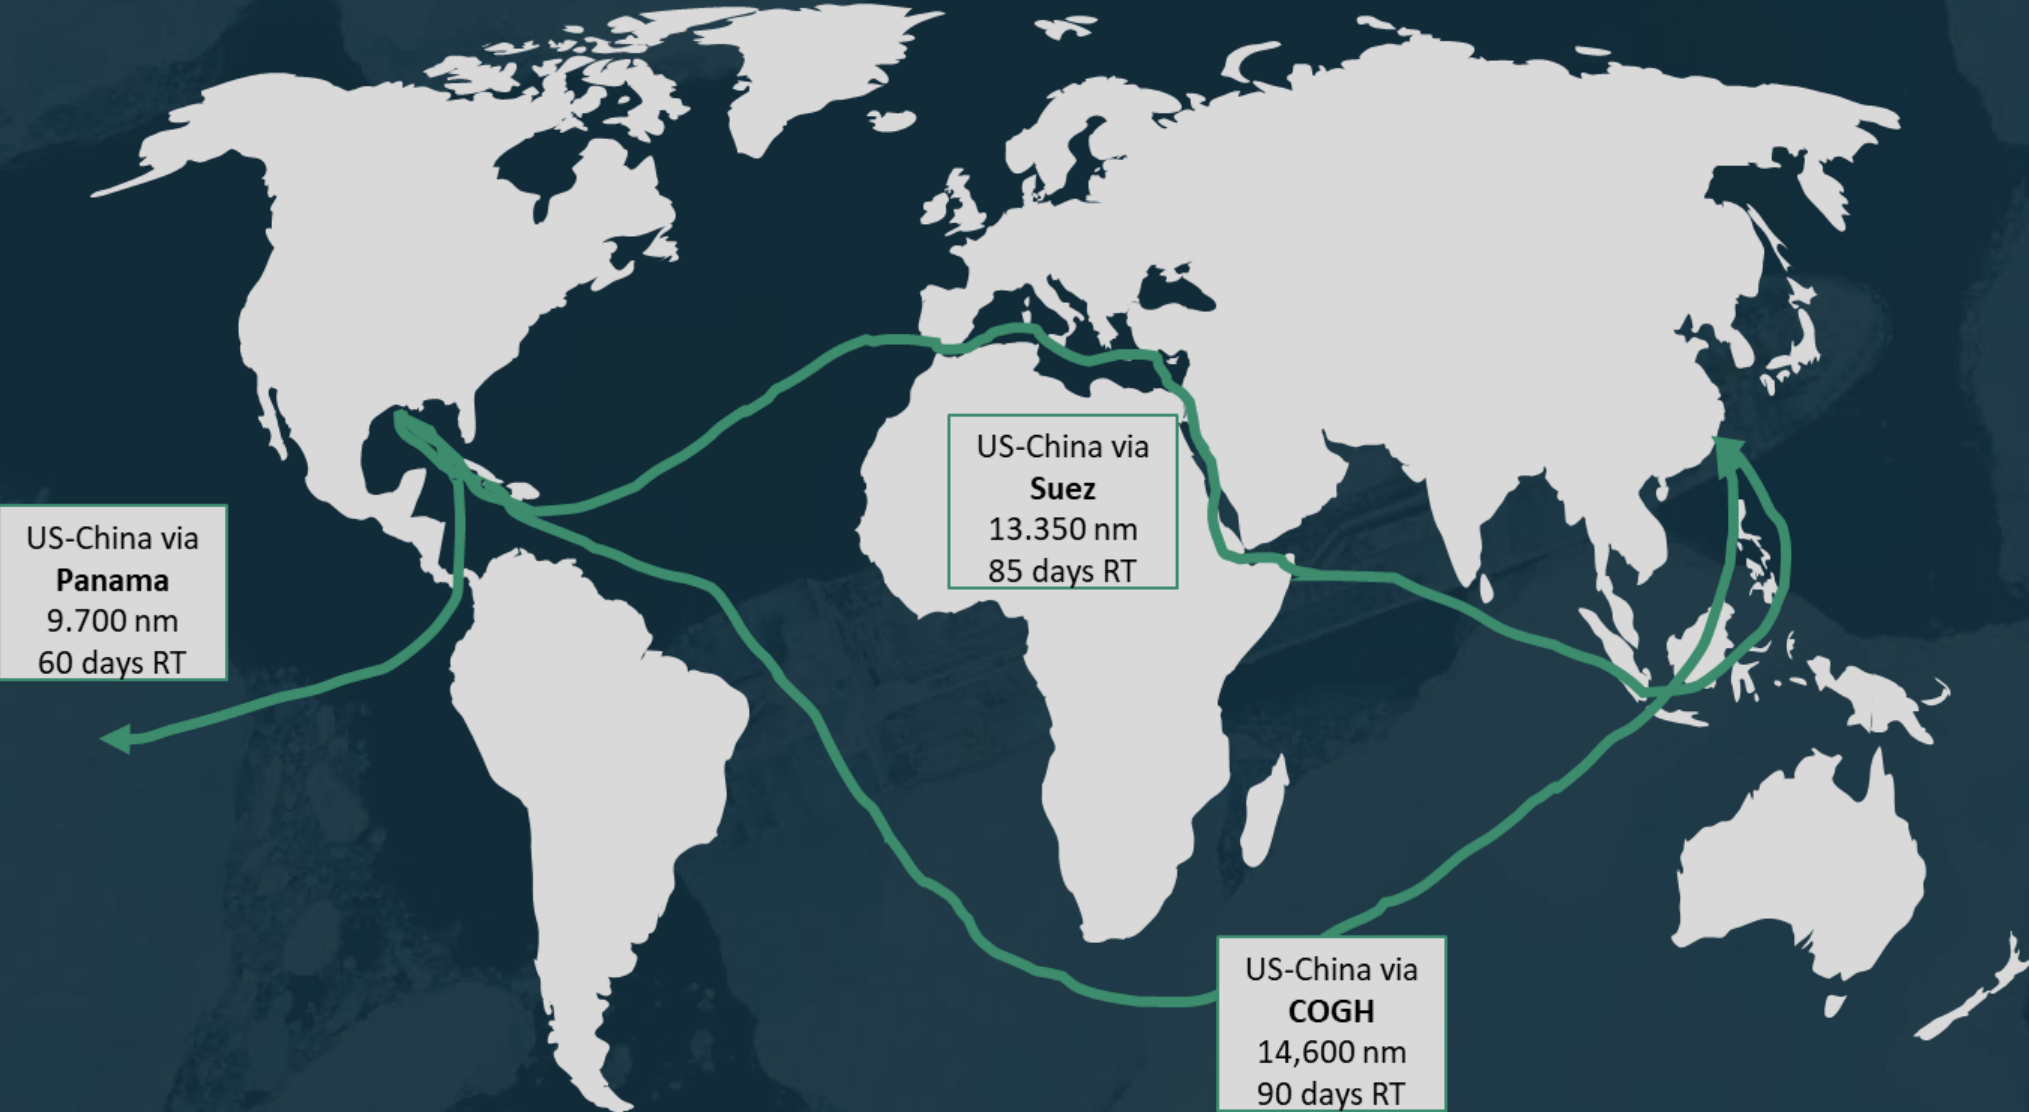 US-China via
Panama
9.700 nm
60 days RT
US-China via
Suez
13.350 nm
85 days RT
US-China via
COGH
14,600 nm
90 days RT